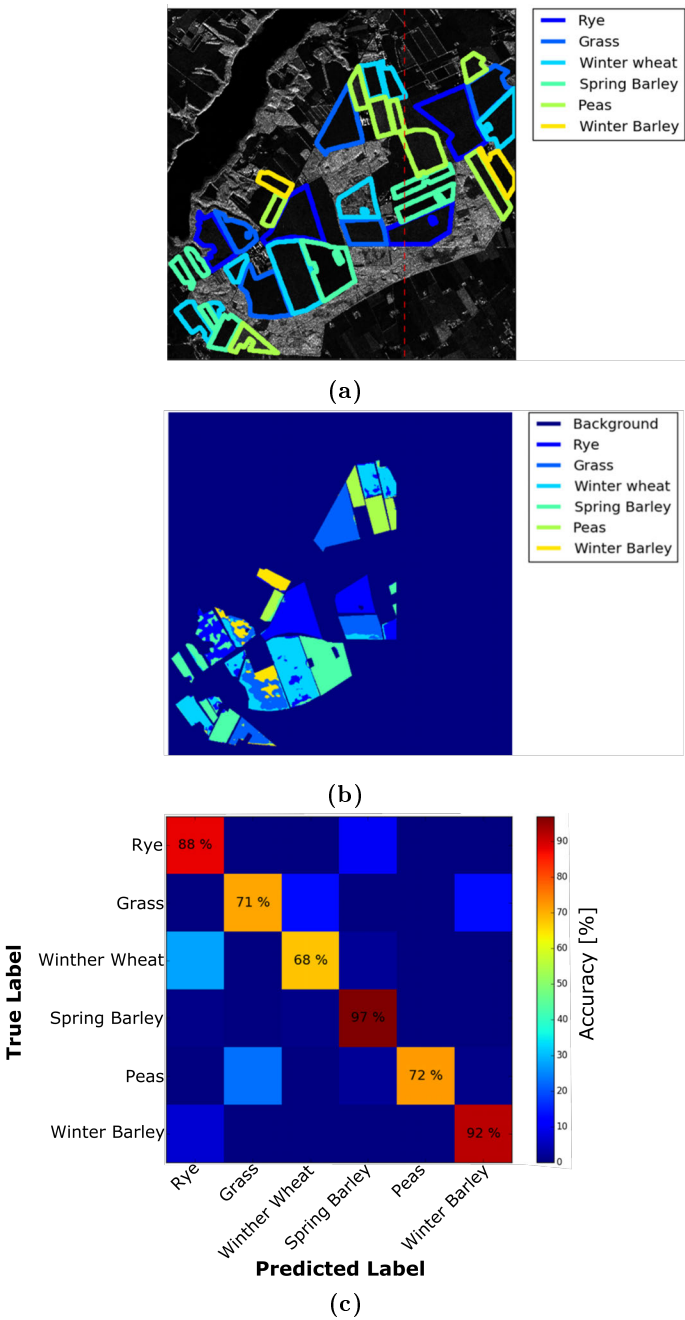 Rye
Grass
Winter wheat
Spring Barley
Peas
Winter Barley
(a)
Background
Rye
Grass
Winter wheat
Spring Barley
Peas
Winter Barley
(b)
True Label
Rye
Grass
Winther Wheat
Spring Barley
Peas
Winter Barley
88 %
71 %
68 %
97 %
72 %
92 %
Rye
Grass
Winther Wheat
Spring Barley
Peas
Winter Barley
Predicted Label
90
80
70
60
50
40
30
20
10
0
Accuracy [%]
(c)